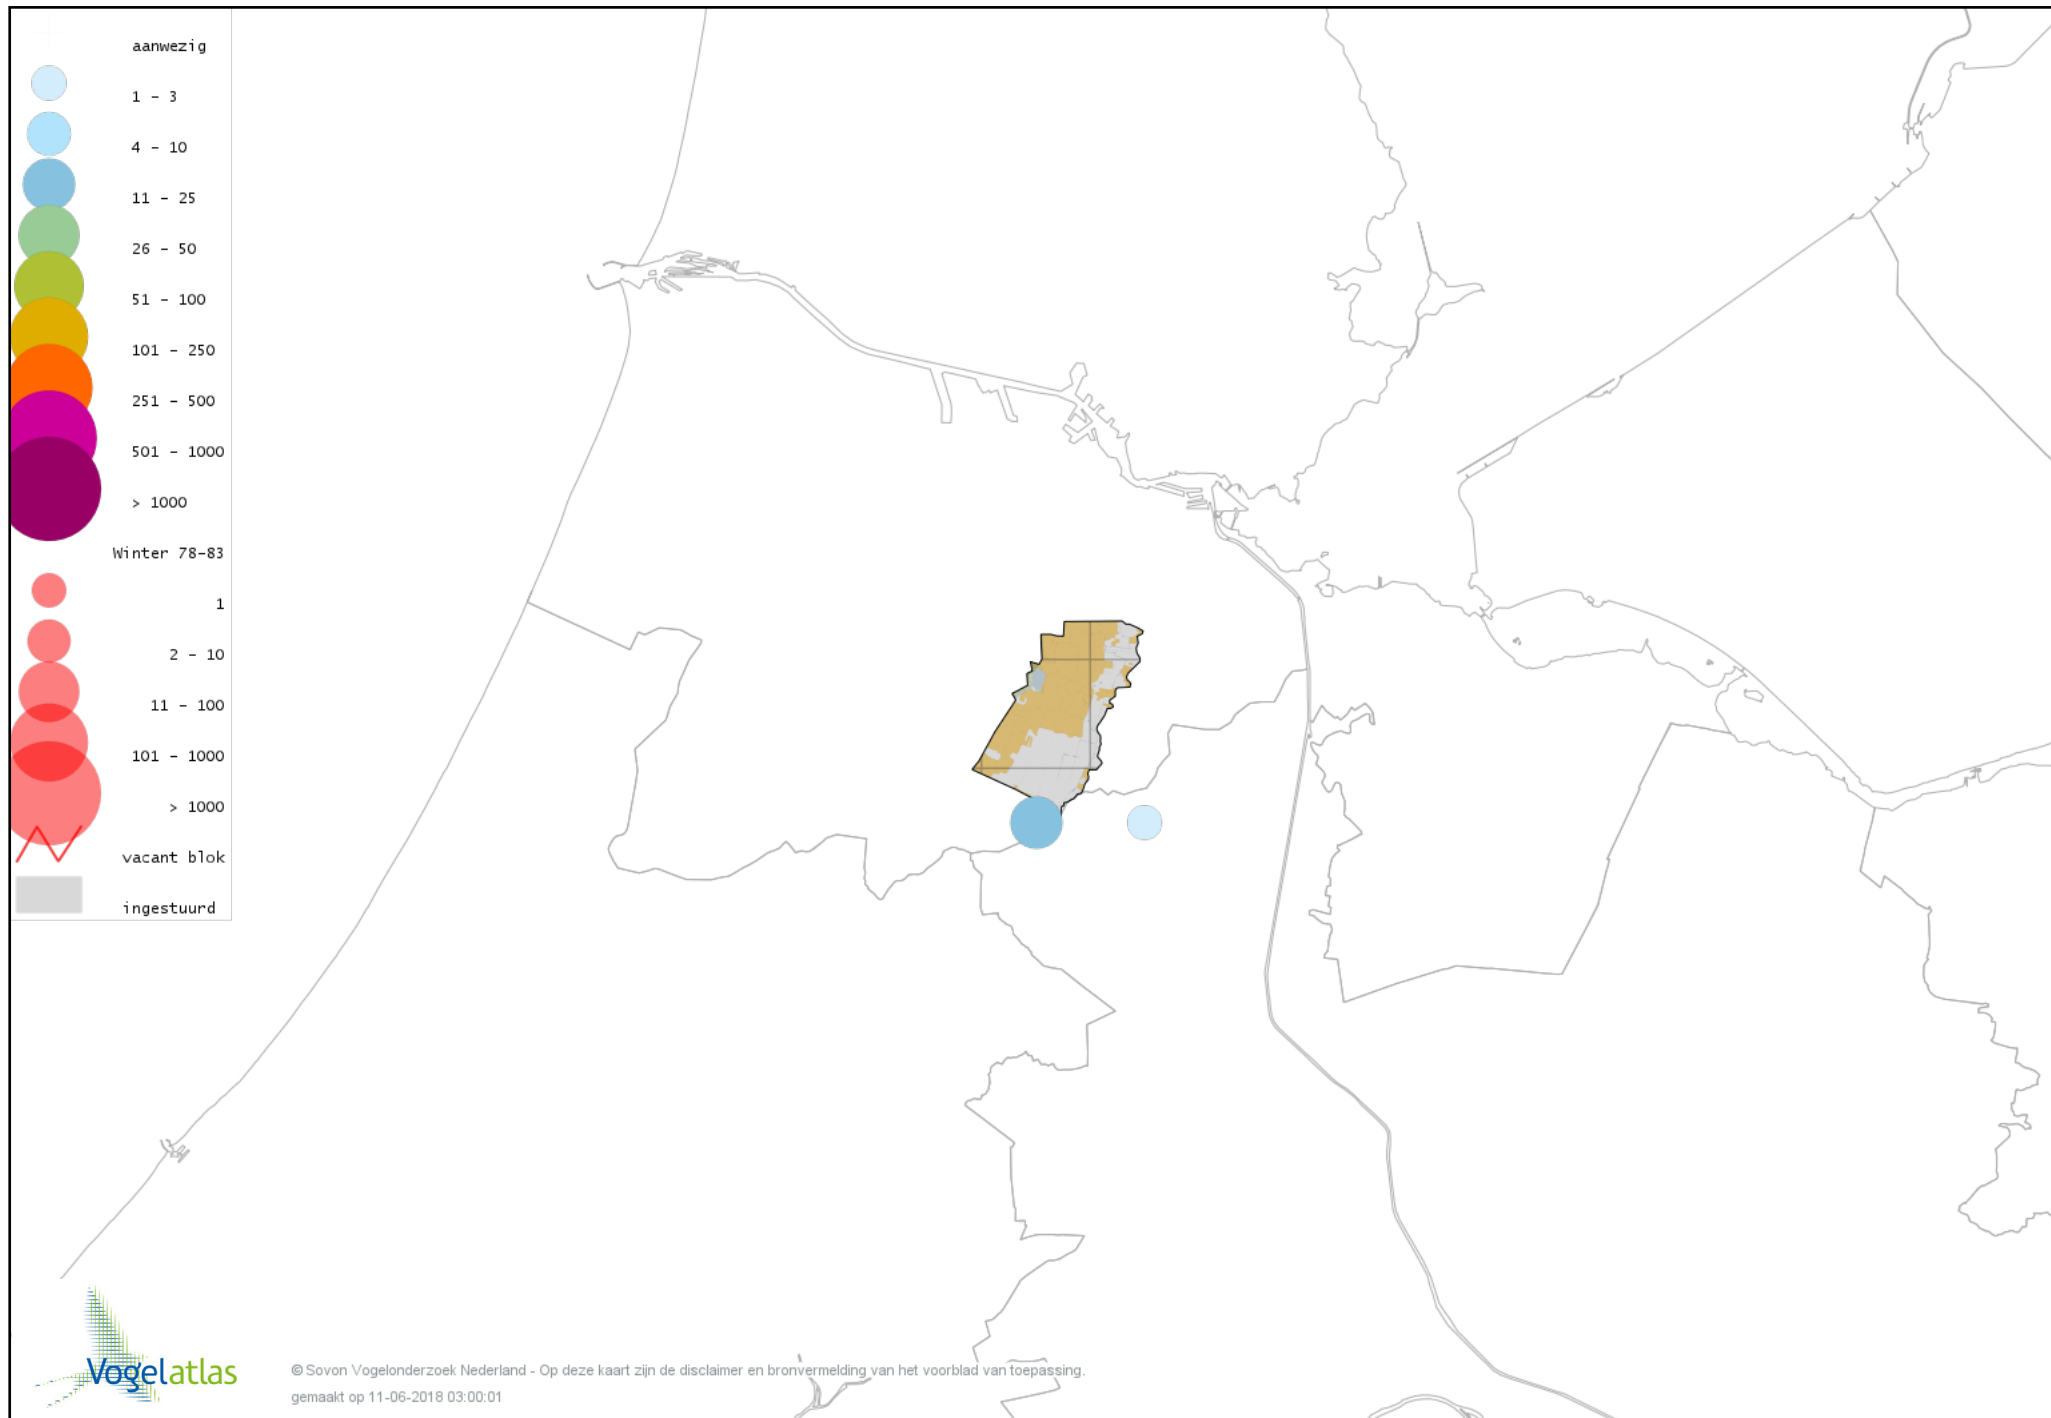 aanwezig
1 - 3
4 - 10
11 - 25
26 - 50
51 - 100
101 - 250
251 - 500
501 - 1000
> 1000
Winter 78-83
1
2 - 10
11 - 100
101 - 1000
> 1000
vacant blok
ingestuurd
Vogelatlas
© Sovon Vogelonderzoek Nederland - Op deze kaart zijn de disclaimer en bronvermelding van het voorblad van toepassing.
gemaakt op 11-06-2018 03:00:01